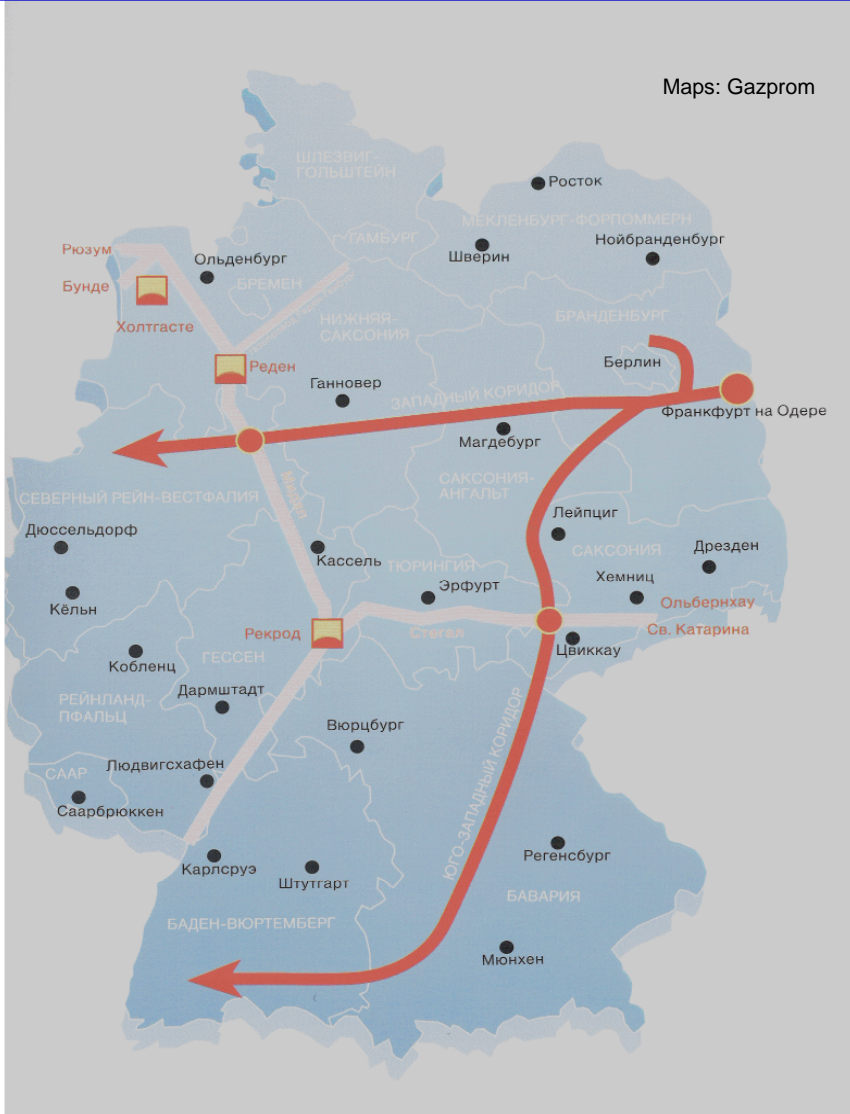 Maps: Gazprom
ШЛЕЗВИГ-
ГОЛЬШТЕЙН
Росток
МЕКЛЕНБУРГ-ФОРПОММЕРН
Рюзум
ГАМБУРГ
Нойбранденбург
Шверин
Ольденбург
Бунде
БРЕМЕН
Холтгасте
НИЖНЯЯ-
САКСОНИЯ
БРАНДЕНБУРГ
Реден
Берлин
Ганновер
ЗАПАДНЫЙ КОРИДОР
Франкфурт на Одере
Магдебург
САКСОНИЯ-
АНГАЛЬТ
Мидал
СЕВЕРНЫЙ РЕЙН-ВЕСТФАЛИЯ
Лейпциг
Дюссельдорф
САКСОНИЯ
Дрезден
Кассель
ТЮРИНГИЯ
Хемниц
Эрфурт
Кёльн
Ольбернхау
Рекрод
Стегал
Св. Катарина
Цвиккау
Кобленц
ГЕССЕН
Дармштадт
РЕЙНЛАНД-
ПФАЛЬЦ
Вюрцбург
ЮГО-ЗАПАДНЫЙ КОРИДОР
Людвигсхафен
СААР
Саарбрюккен
Регенсбург
Карлсруэ
Штутгарт
БАВАРИЯ
БАДЕН-ВЮРТЕМБЕРГ
Мюнхен